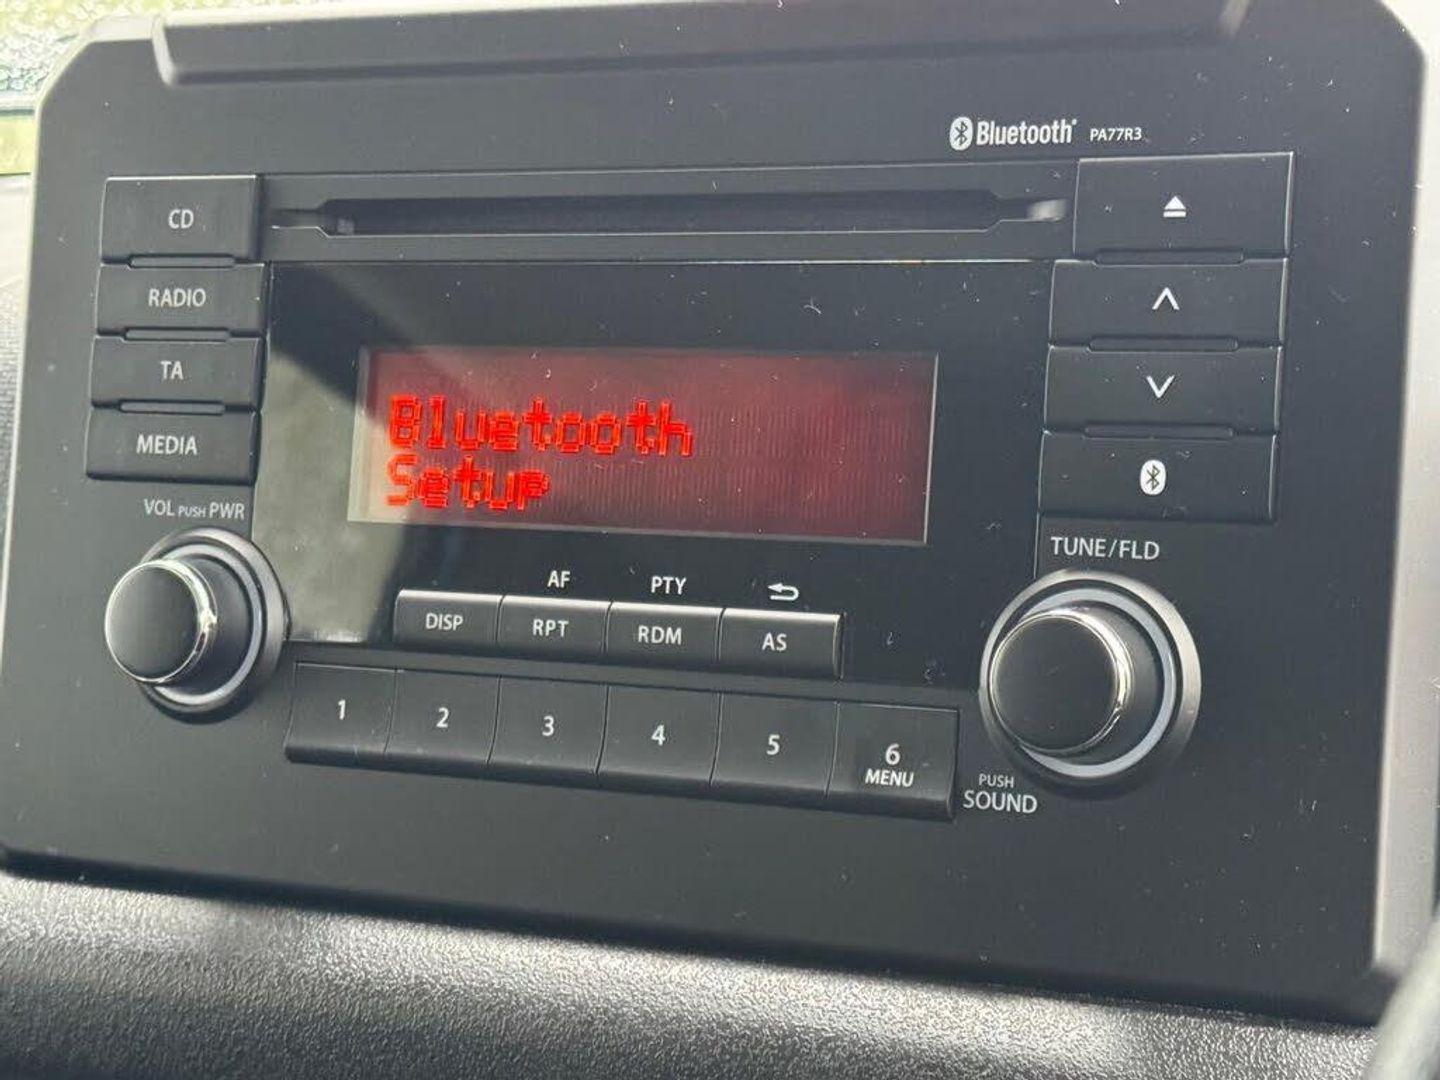 Bluetooth PA77R3
CD
RADIO
TA
MEDIA
Bluetooth
Setup
VOL PUSH PWR
TUNE/FLD
AF PTY
DISP RPT RDM AS
1 2 3 4 5 6
MENU
PUSH
SOUND